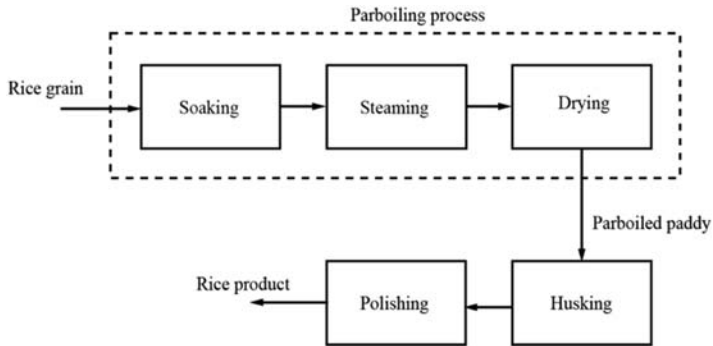 Parboiling process
Rice grain
Soaking
Steaming
Drying
Parboiled paddy
Rice product
Polishing
Husking